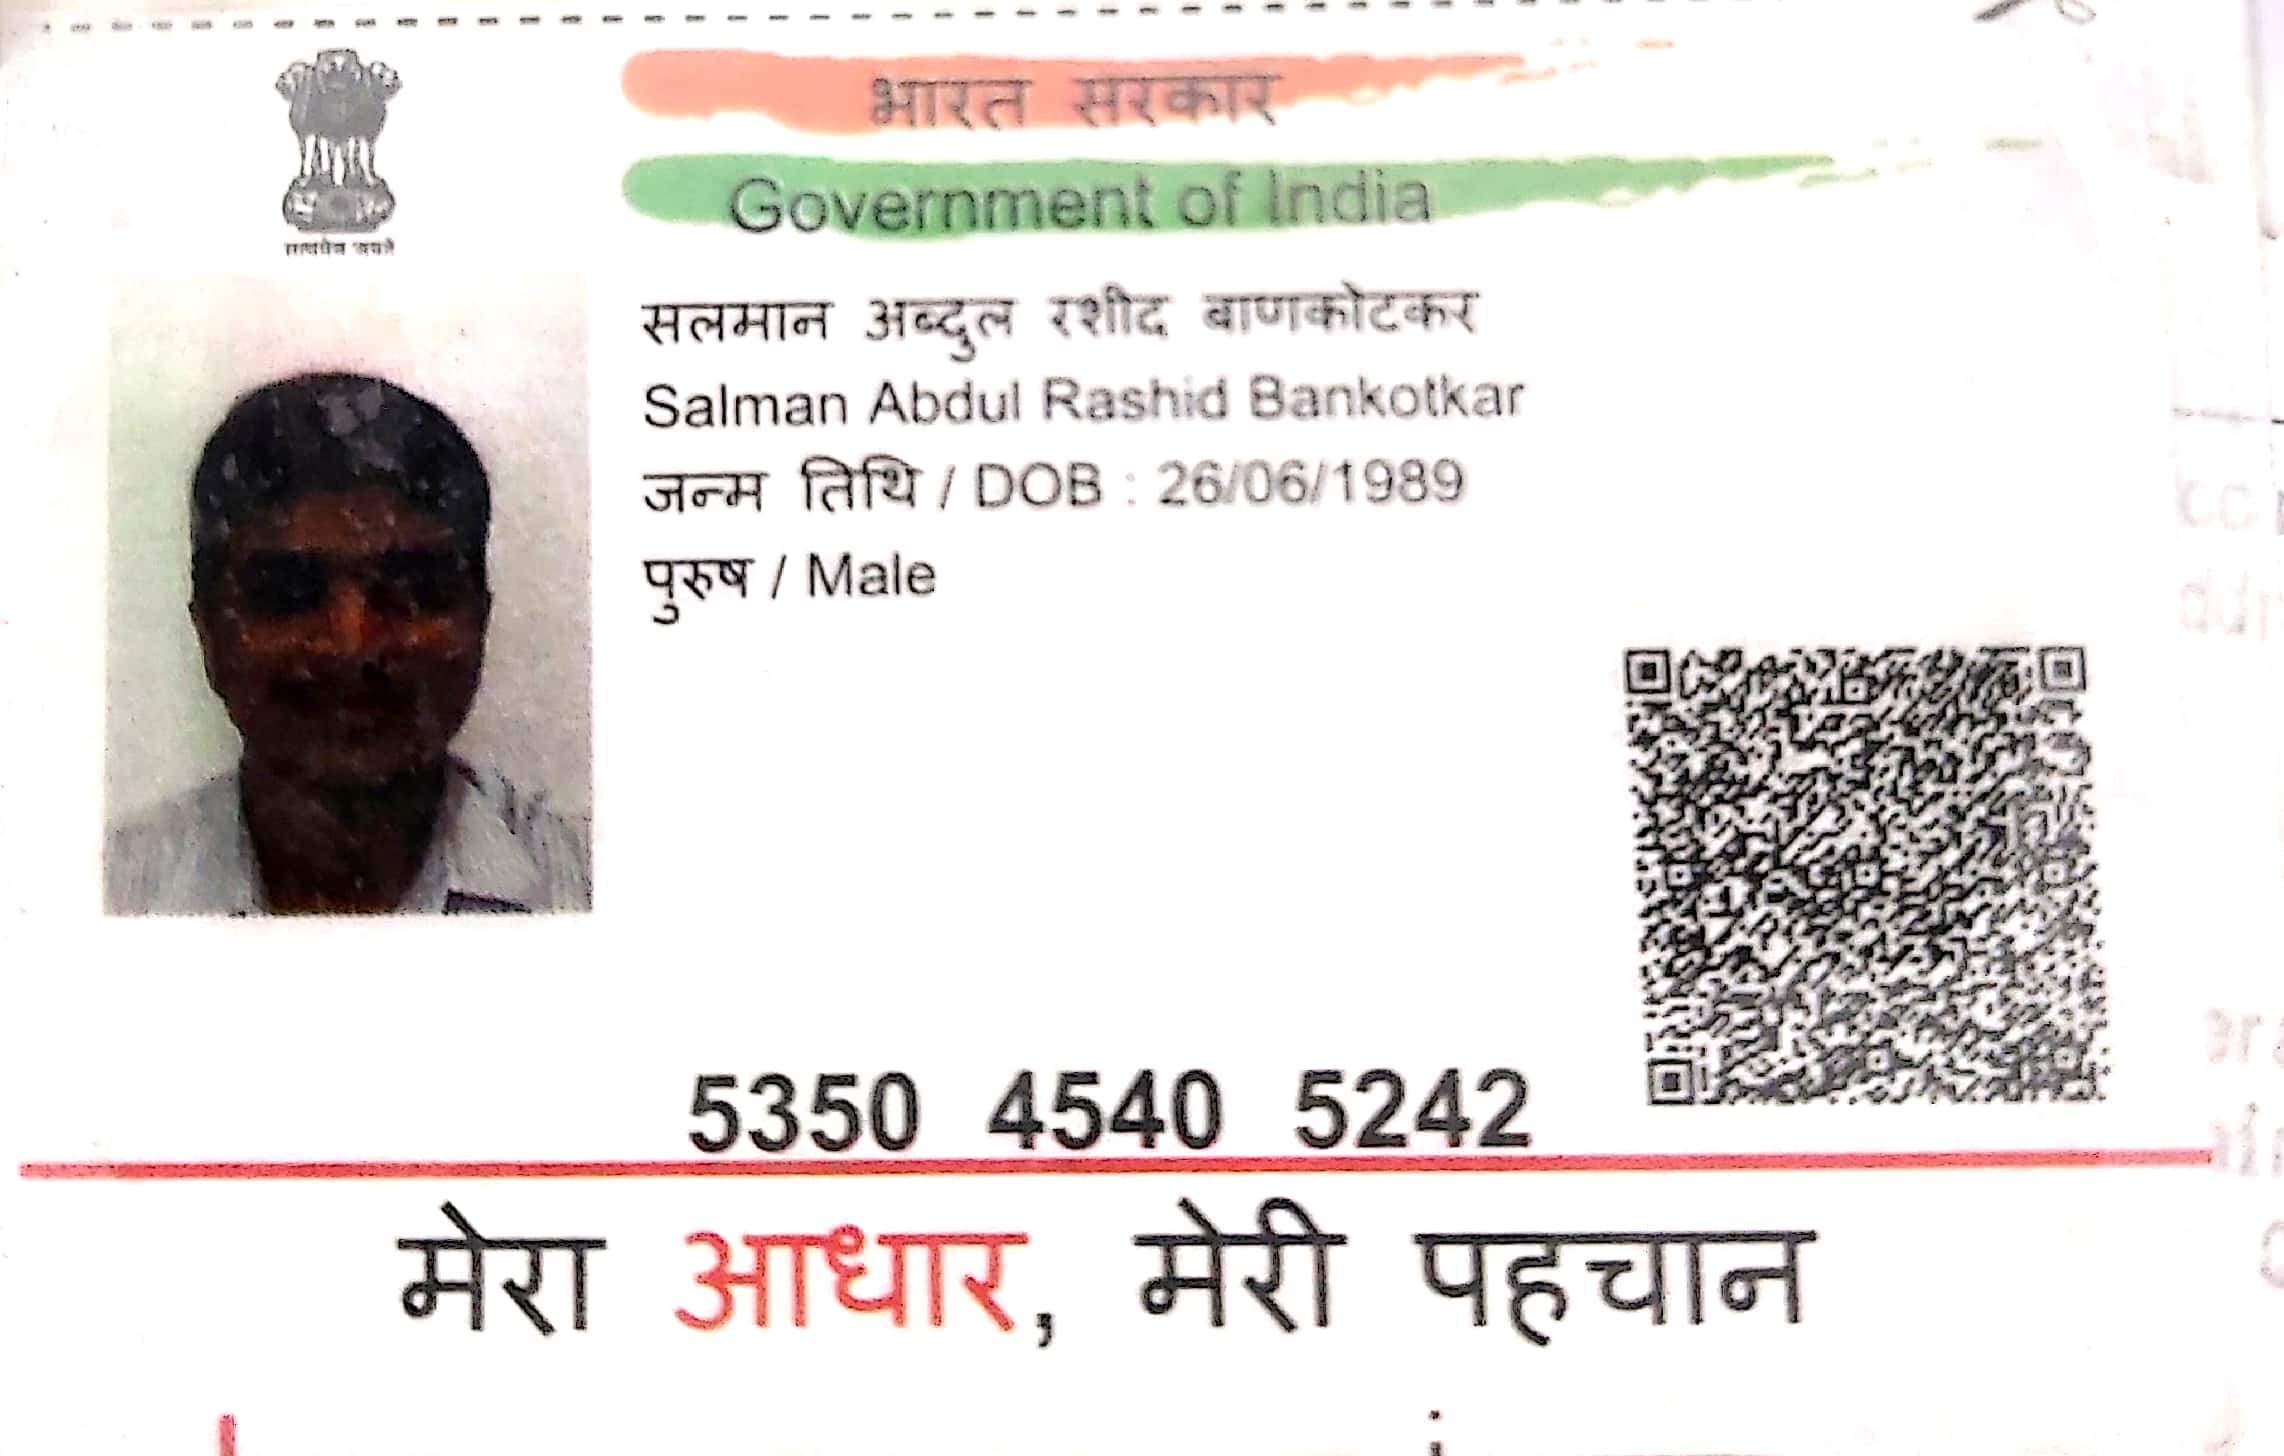 भारत सरकार
Government of India
सत्यमेव जयते
सलमान अब्दुल रशीद बाणकोटकर
Salman Abdul Rashid Bankotkar
जन्म तिथि / DOB : 26/06/1989
पुरुष / Male
5350 4540 5242
मेरा आधार, मेरी पहचान